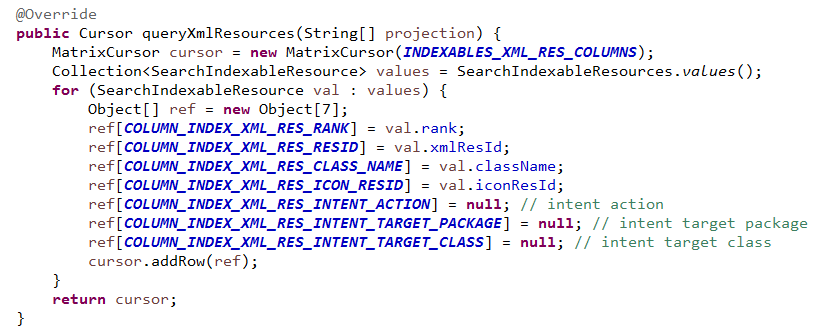 @Override
public Cursor queryXmlResources(String[] projection) {
    MatrixCursor cursor = new MatrixCursor(INDEXABLES_XML_RES_COLUMNS);
    Collection<SearchIndexableResource> values = SearchIndexableResources.values();
    for (SearchIndexableResource val : values) {
        Object[] ref = new Object[7];
        ref[COLUMN_INDEX_XML_RES_RANK] = val.rank;
        ref[COLUMN_INDEX_XML_RES_RESID] = val.xmlResId;
        ref[COLUMN_INDEX_XML_RES_CLASS_NAME] = val.className;
        ref[COLUMN_INDEX_XML_RES_ICON_RESID] = val.iconResId;
        ref[COLUMN_INDEX_XML_RES_INTENT_ACTION] = null; // intent action
        ref[COLUMN_INDEX_XML_RES_INTENT_TARGET_PACKAGE] = null; // intent target package
        ref[COLUMN_INDEX_XML_RES_INTENT_TARGET_CLASS] = null; // intent target class
        cursor.addRow(ref);
    }
    return cursor;
}